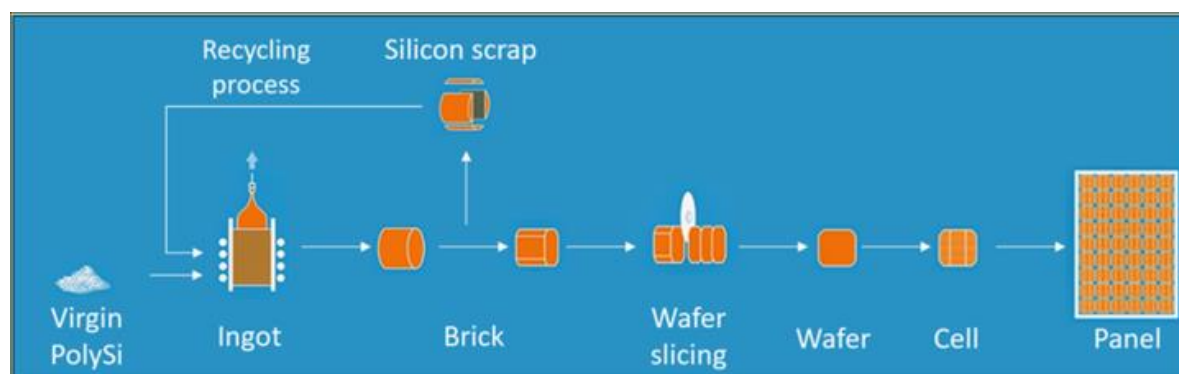 Recycling
process
Silicon scrap
Virgin
PolySi
Ingot
Brick
Wafer
slicing
Wafer
Cell
Panel